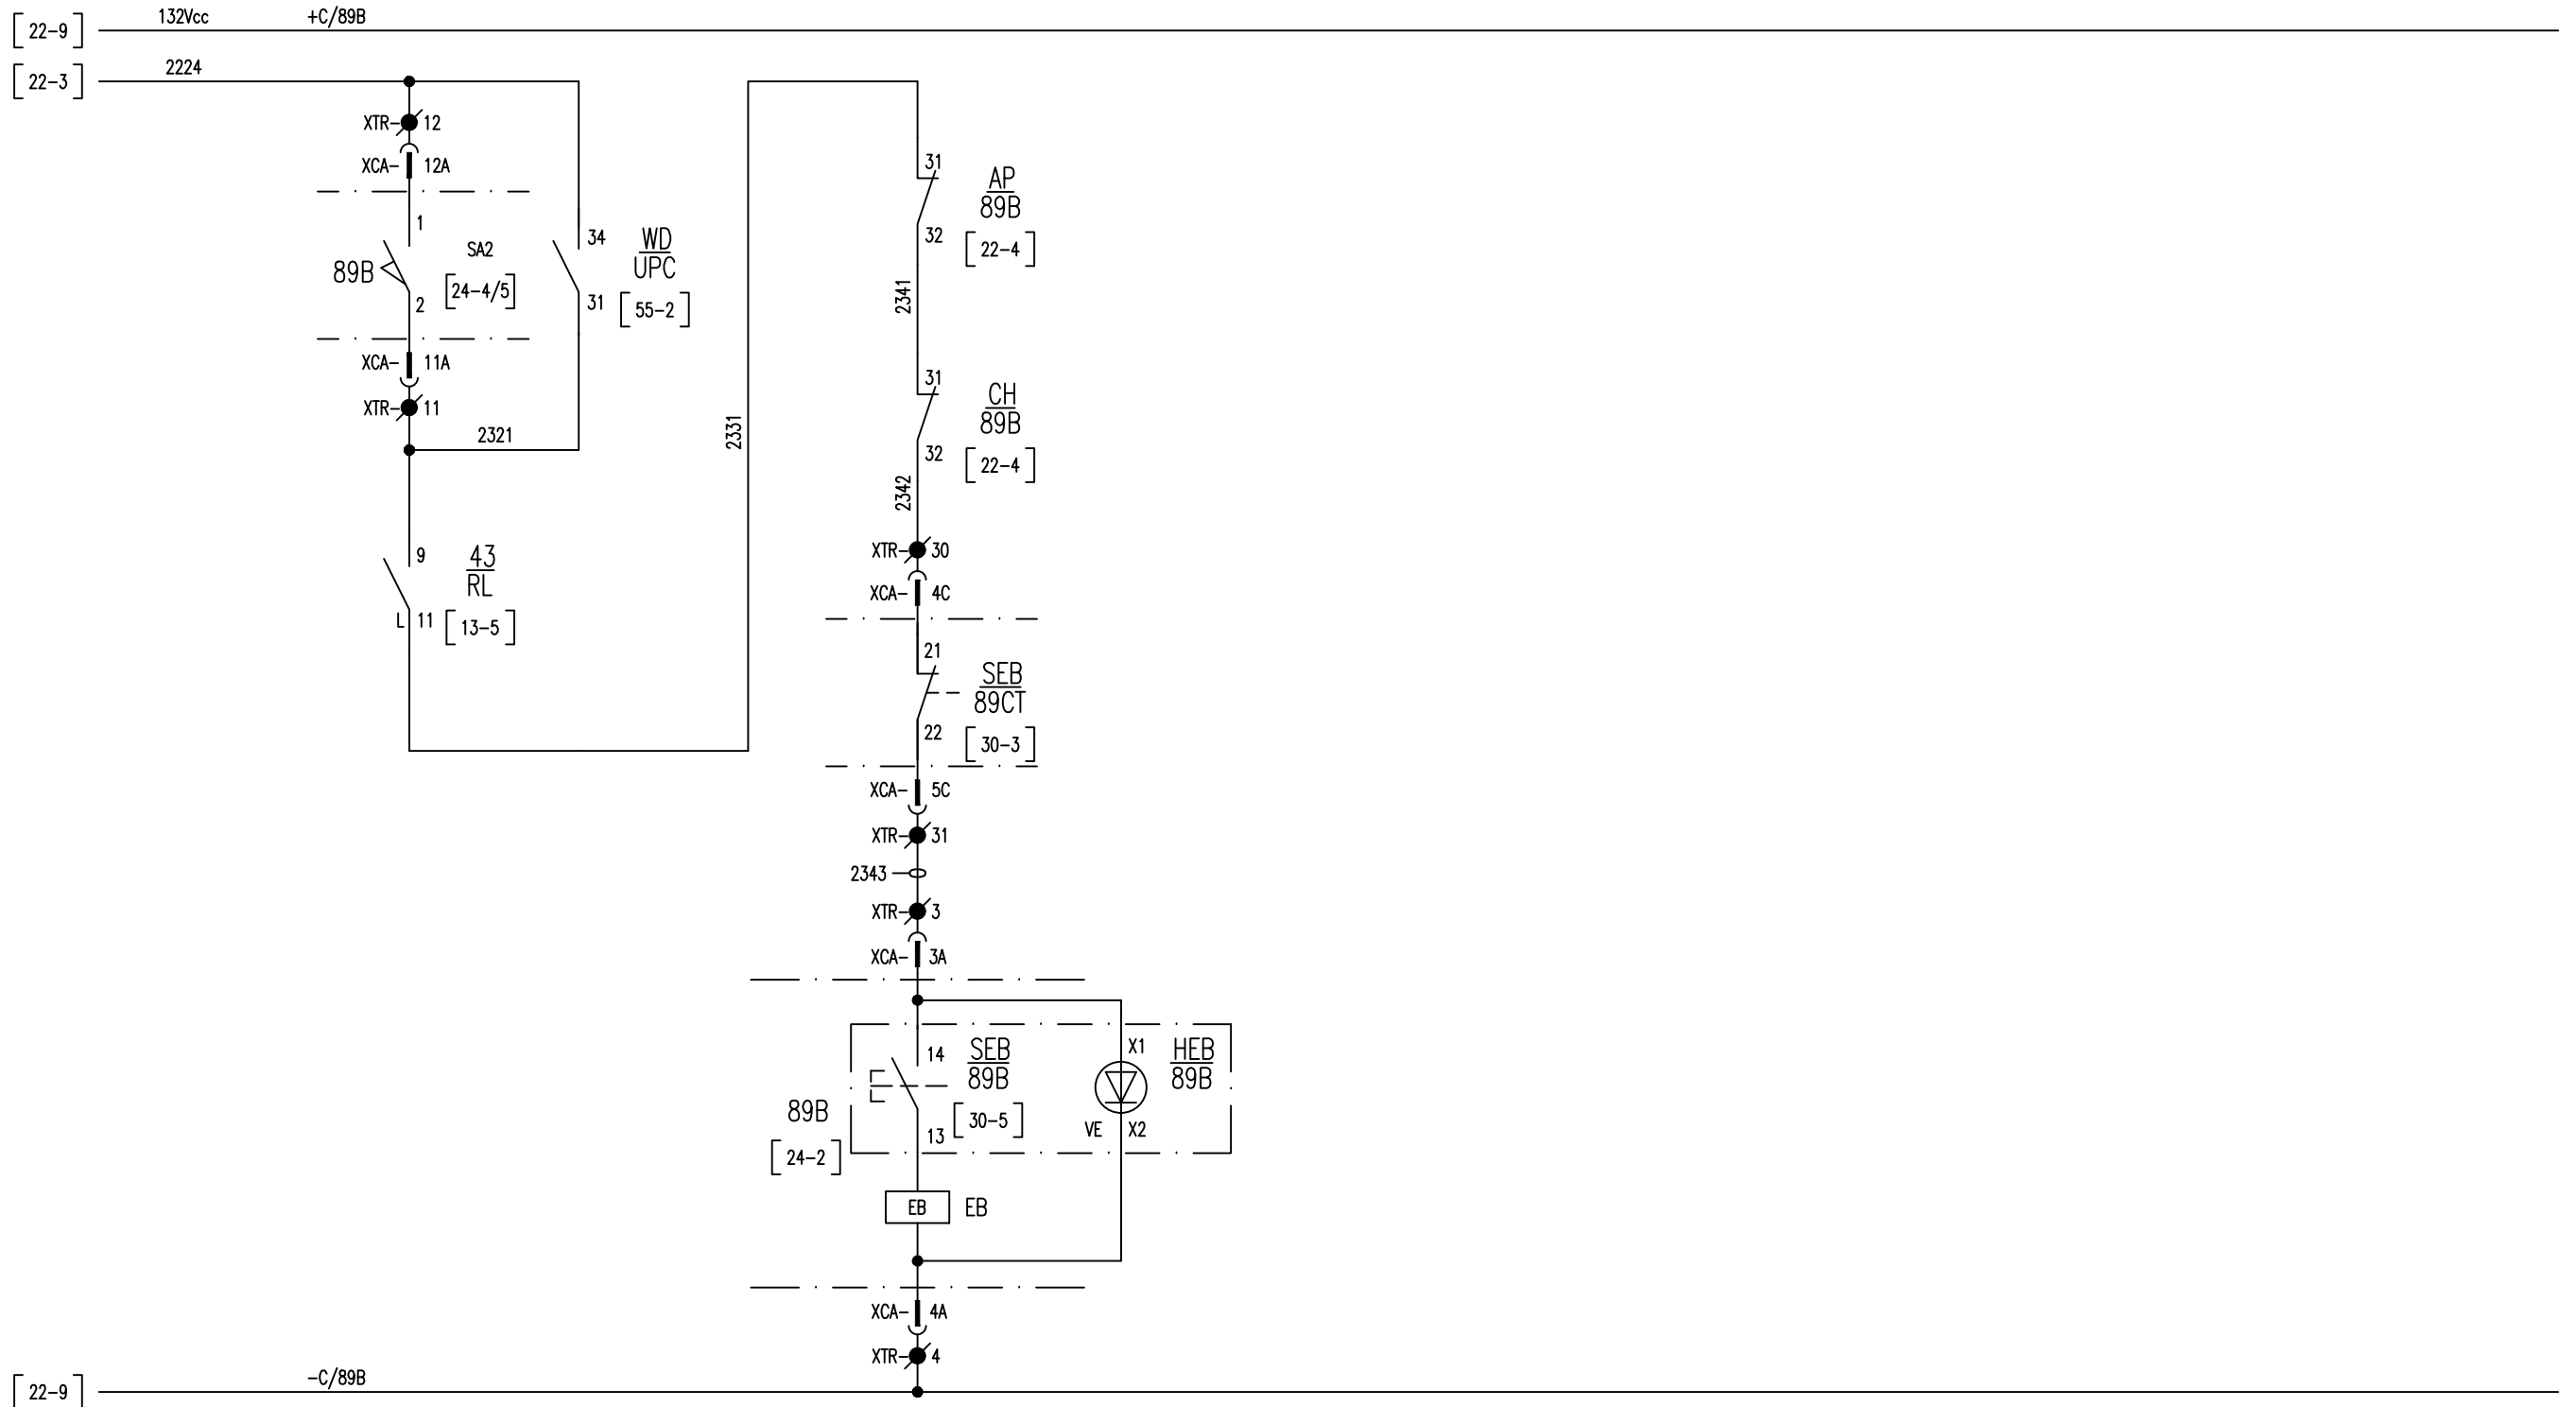 132Vcc +C/89B
22-9
2224
22-3
XTR- 12
XCA- 12A
1
89B SA2
24-4/5
2
XCA- 11A
XTR- 11
2321
34 WD
UPC
31 55-2
9 43
RL
L 11 13-5
2331
31 AP
89B
32 22-4
2341
31 CH
89B
32 22-4
2342
XTR- 30
XCA- 4C
21
SEB
89CT
22 30-3
XCA- 5C
XTR- 31
2343
XTR- 3
XCA- 3A
14 SEB
89B
30-5
13
X1 HEB
89B
VE X2
89B
24-2
EB EB
XCA- 4A
XTR- 4
-C/89B
22-9